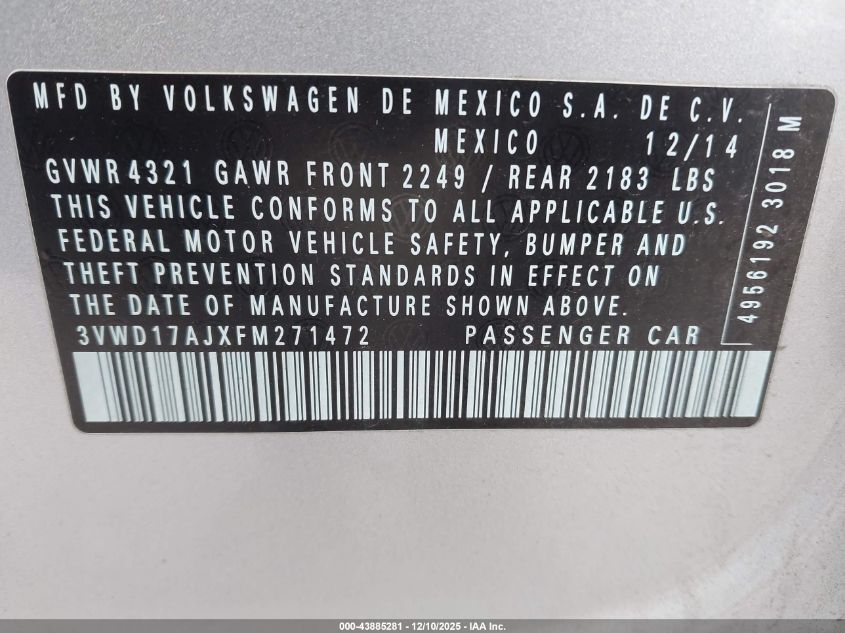 MFD BY VOLKSWAGEN DE MEXICO S.A. DE C.V.
MEXICO 12/14
GVWR 4321 GAWR FRONT 2249 / REAR 2183 LBS
THIS VEHICLE CONFORMS TO ALL APPLICABLE U.S.
FEDERAL MOTOR VEHICLE SAFETY, BUMPER AND
THEFT PREVENTION STANDARDS IN EFFECT ON
THE DATE OF MANUFACTURE SHOWN ABOVE.
3VWD17AJXFM271472 PASSENGER CAR
4956192 3018 M
000-43885281 - 12/10/2025 - IAA Inc.